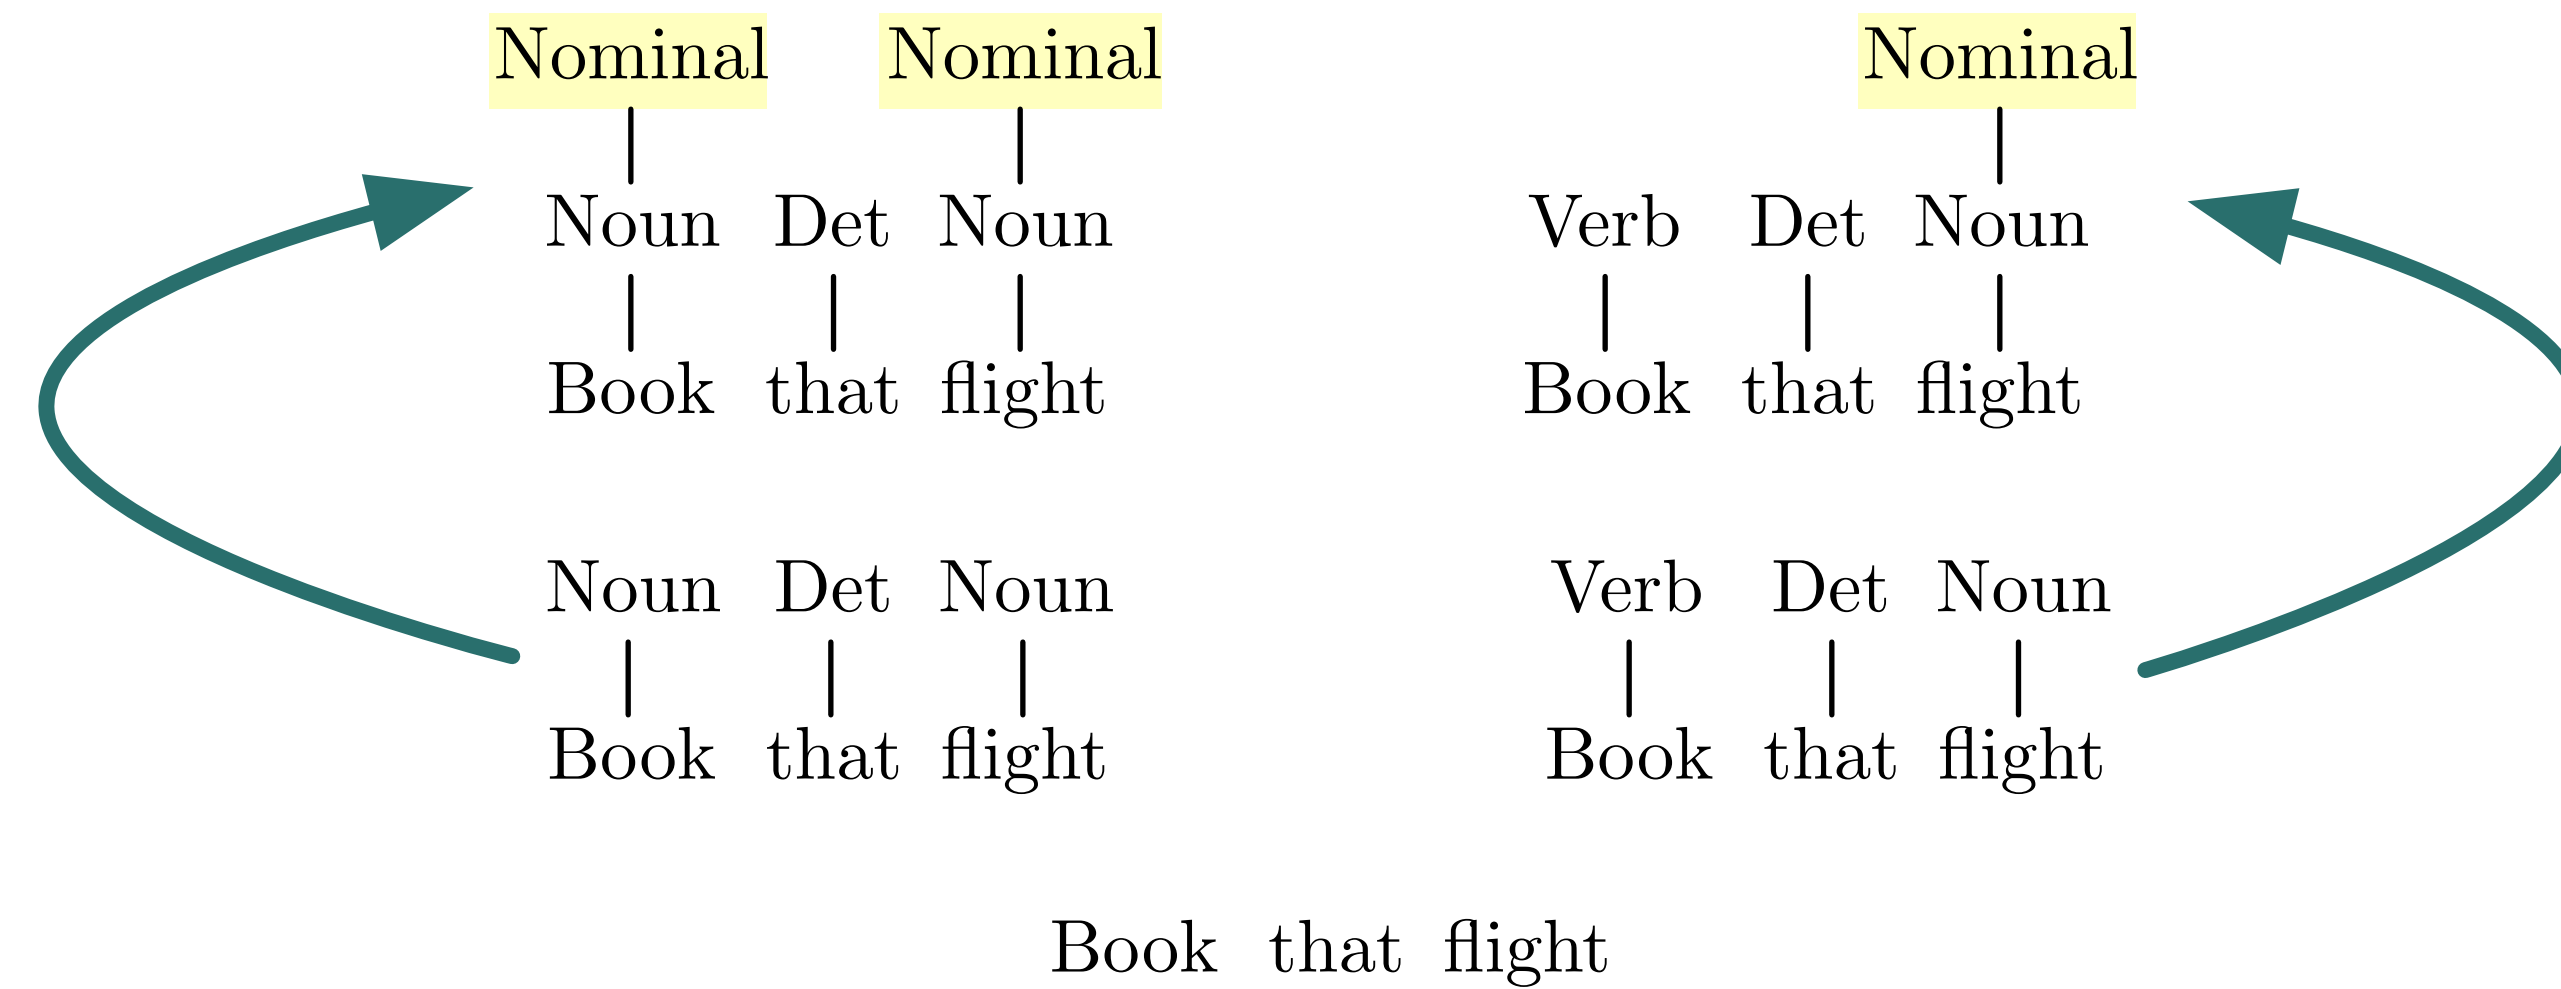 Nominal Nominal Nominal
Noun Det Noun Verb Det Noun
Book that flight Book that flight
Noun Det Noun Verb Det Noun
Book that flight Book that flight
Book that flight